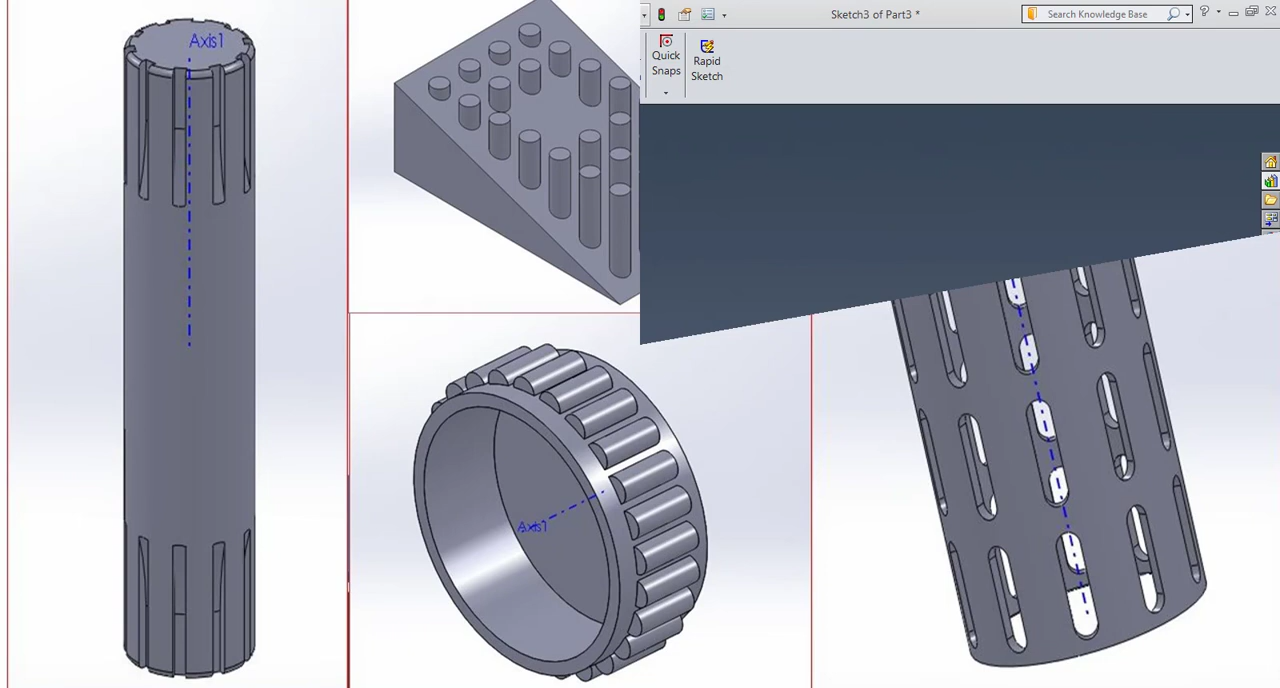 Axis1
Sketch3 of Part3 *
Search Knowledge Base
?
Quick
Snaps
Rapid
Sketch
Axis1